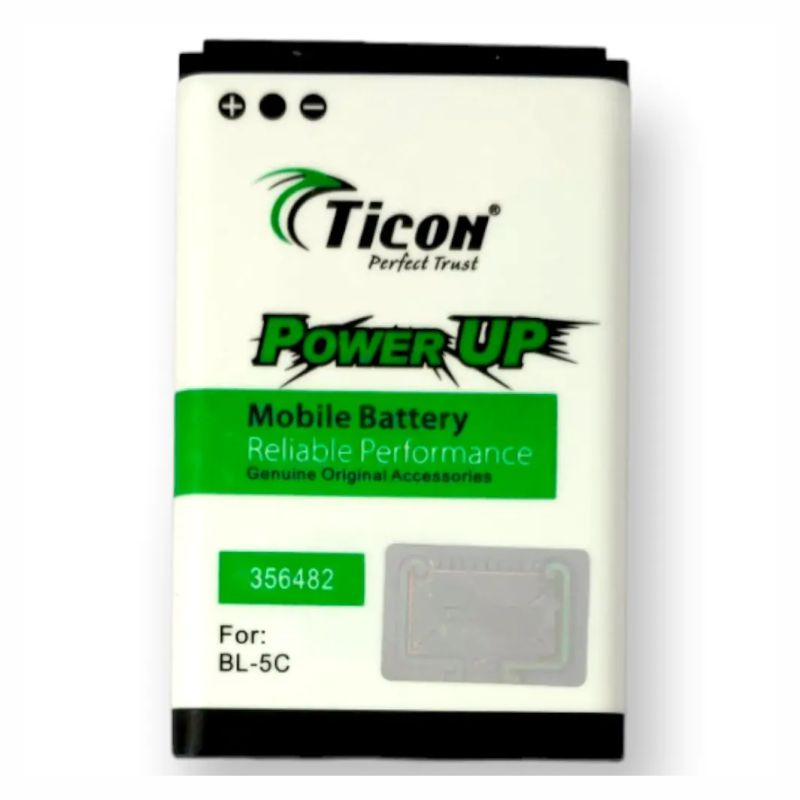 + -
Ticon®
Perfect Trust
POWER UP
Mobile Battery
Reliable Performance
Genuine Original Accessories
356482
For:
BL-5C